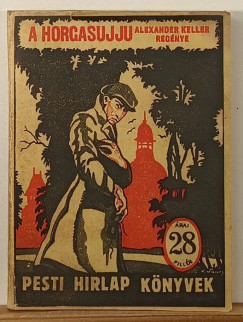 A HORGASUJJU ALEXANDER KELLER
REGÉNYE
ÁRA:
28
FILLÉR
PESTI HIRLAP KÖNYVEK